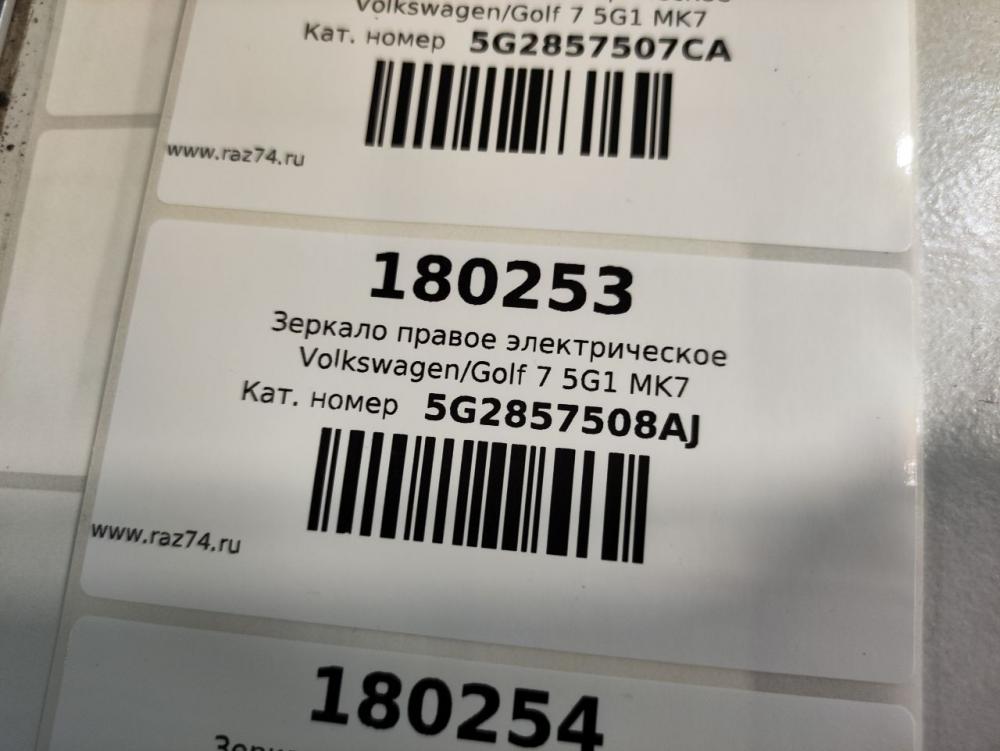 Volkswagen/Golf 7 5G1 MK7
Кат. номер 5G2857507CA
www.raz74.ru
180253
Зеркало правое электрическое
Volkswagen/Golf 7 5G1 MK7
Кат. номер 5G2857508AJ
www.raz74.ru
180254